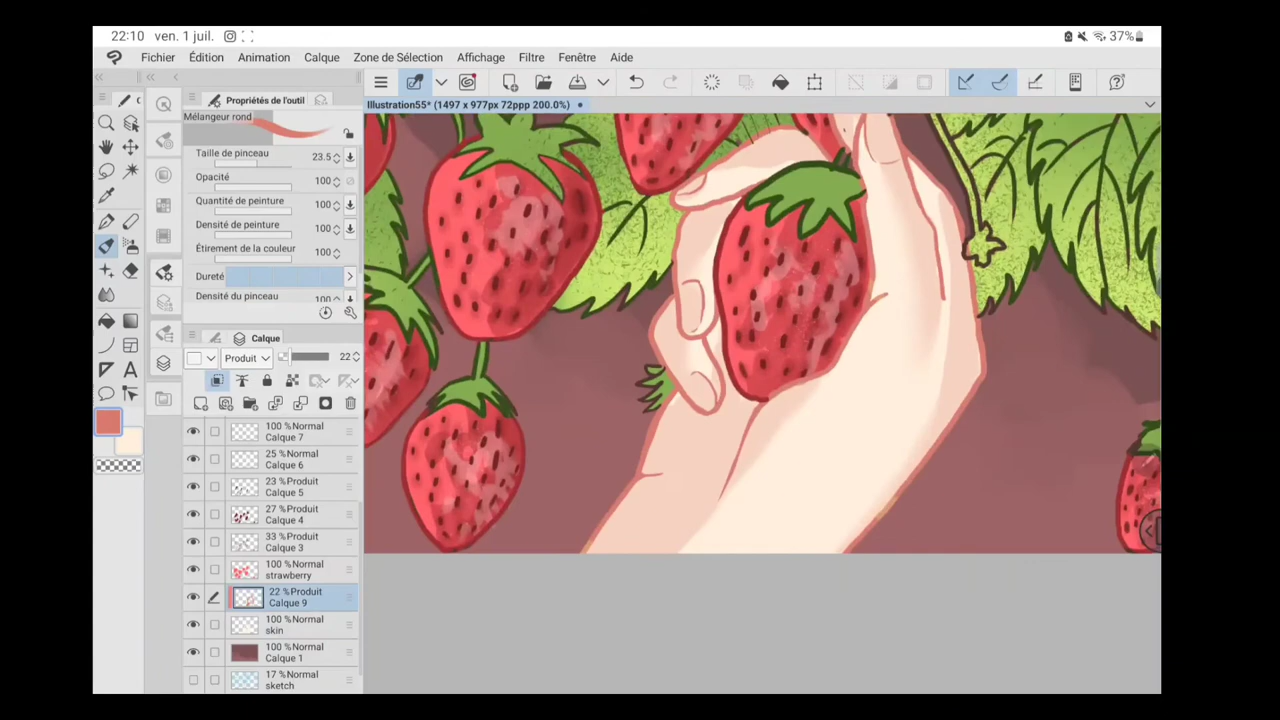 22:10 ven. 1 juil.
37%
Fichier Édition Animation Calque Zone de Sélection Affichage Filtre Fenêtre Aide
Propriétés de l'outil
Illustration55* (1497 x 977px 72ppp 200.0%)
Mélangeur rond
Taille de pinceau 23.5
Opacité 100
Quantité de peinture 100
Densité de peinture 100
Étirement de la couleur 100
Dureté
Densité du pinceau 100
Calque
Produit 22
100 %Normal
Calque 7
25 %Normal
Calque 6
23 %Produit
Calque 5
27 %Produit
Calque 4
33 %Produit
Calque 3
100 %Normal
strawberry
22 %Produit
Calque 9
100 %Normal
skin
100 %Normal
Calque 1
17 %Normal
sketch